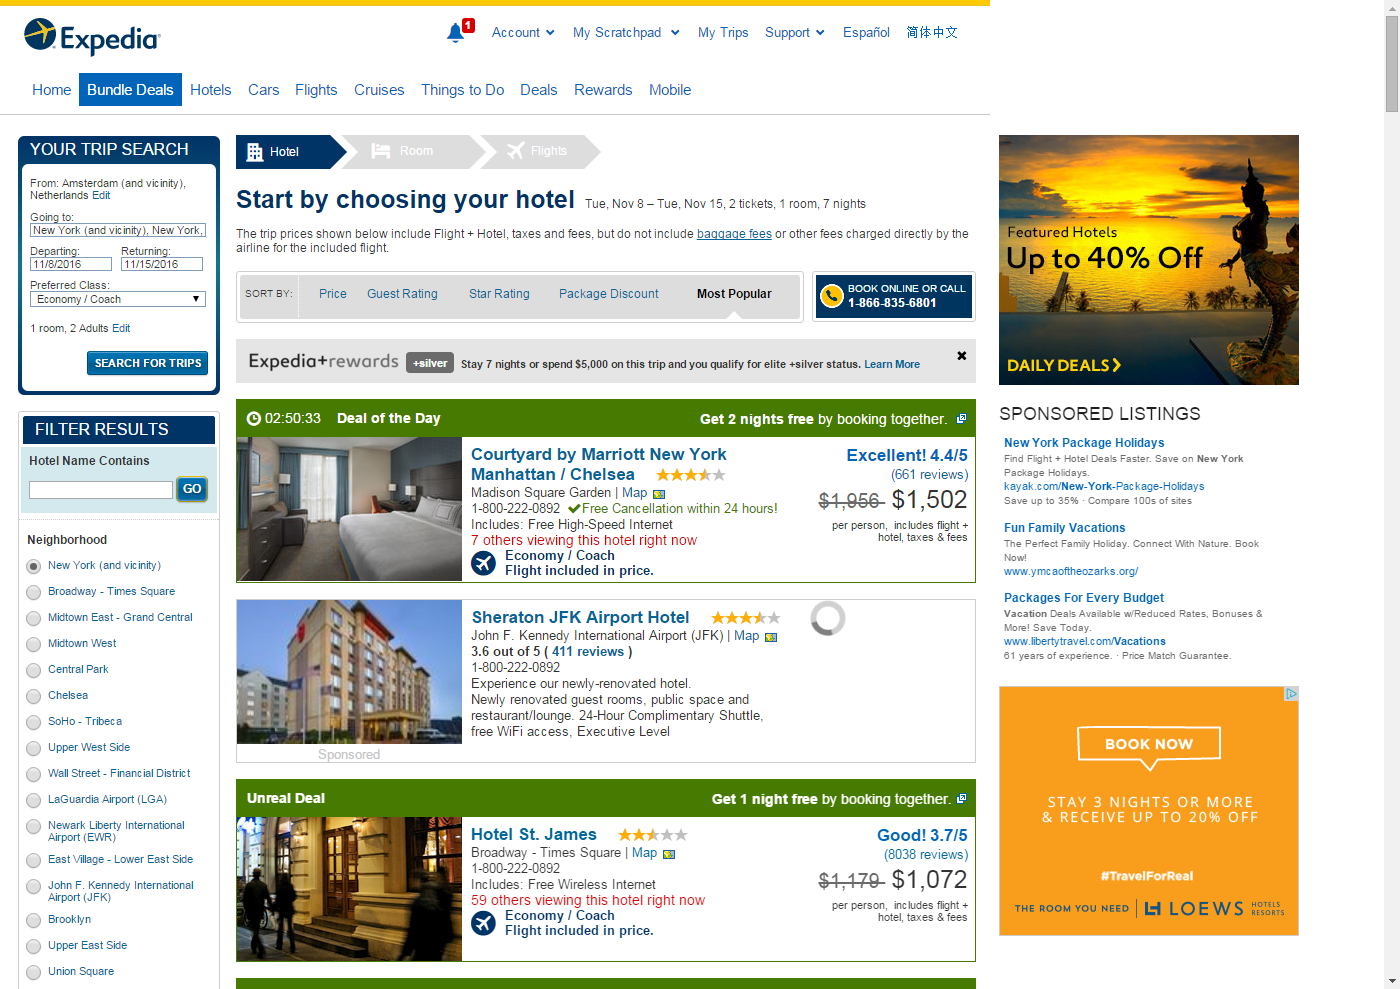 Expedia
1
Account
My Scratchpad
My Trips
Support
Español
简体中文
Home
Bundle Deals
Hotels
Cars
Flights
Cruises
Things to Do
Deals
Rewards
Mobile
YOUR TRIP SEARCH
From: Amsterdam (and vicinity),
Netherlands Edit
Going to:
New York (and vicinity), New York,
Departing:
Returning:
11/8/2016
11/15/2016
Preferred Class:
Economy / Coach
1 room, 2 Adults Edit
SEARCH FOR TRIPS
FILTER RESULTS
Hotel Name Contains
GO
Neighborhood
New York (and vicinity)
Broadway - Times Square
Midtown East - Grand Central
Midtown West
Central Park
Chelsea
SoHo - Tribeca
Upper West Side
Wall Street - Financial District
LaGuardia Airport (LGA)
Newark Liberty International
Airport (EWR)
East Village - Lower East Side
John F. Kennedy International
Airport (JFK)
Brooklyn
Upper East Side
Union Square
Hotel
Room
Flights
Start by choosing your hotel
Tue, Nov 8 – Tue, Nov 15, 2 tickets, 1 room, 7 nights
The trip prices shown below include Flight + Hotel, taxes and fees, but do not include baggage fees or other fees charged directly by the
airline for the included flight.
SORT BY:
Price
Guest Rating
Star Rating
Package Discount
Most Popular
BOOK ONLINE OR CALL
1-866-835-6801
Expedia+rewards
+silver
Stay 7 nights or spend $5,000 on this trip and you qualify for elite +silver status. Learn More
02:50:33
Deal of the Day
Get 2 nights free by booking together.
Courtyard by Marriott New York
Manhattan / Chelsea
Madison Square Garden | Map
1-800-222-0892
Free Cancellation within 24 hours!
Includes: Free High-Speed Internet
7 others viewing this hotel right now
Economy / Coach
Flight included in price.
Excellent! 4.4/5
(661 reviews)
$1,956 $1,502
per person, includes flight +
hotel, taxes & fees
Sheraton JFK Airport Hotel
John F. Kennedy International Airport (JFK) | Map
3.6 out of 5 ( 411 reviews )
1-800-222-0892
Experience our newly-renovated hotel.
Newly renovated guest rooms, public space and
restaurant/lounge. 24-Hour Complimentary Shuttle,
free WiFi access, Executive Level
Sponsored
Unreal Deal
Get 1 night free by booking together.
Hotel St. James
Broadway - Times Square | Map
1-800-222-0892
Includes: Free Wireless Internet
59 others viewing this hotel right now
Economy / Coach
Flight included in price.
Good! 3.7/5
(8038 reviews)
$1,179 $1,072
per person, includes flight +
hotel, taxes & fees
Featured Hotels
Up to 40% Off
DAILY DEALS
SPONSORED LISTINGS
New York Package Holidays
Find Flight + Hotel Deals Faster. Save on New York
Package Holidays.
kayak.com/New-York-Package-Holidays
Save up to 35% · Compare 100s of sites
Fun Family Vacations
The Perfect Family Holiday. Connect With Nature. Book
Now!
www.ymcaoftheozarks.org/
Packages For Every Budget
Vacation Deals Available w/Reduced Rates, Bonuses &
More! Save Today.
www.libertytravel.com/Vacations
61 years of experience. · Price Match Guarantee.
BOOK NOW
STAY 3 NIGHTS OR MORE
& RECEIVE UP TO 20% OFF
#TravelForReal
THE ROOM YOU NEED
LOEWS
HOTELS
RESORTS